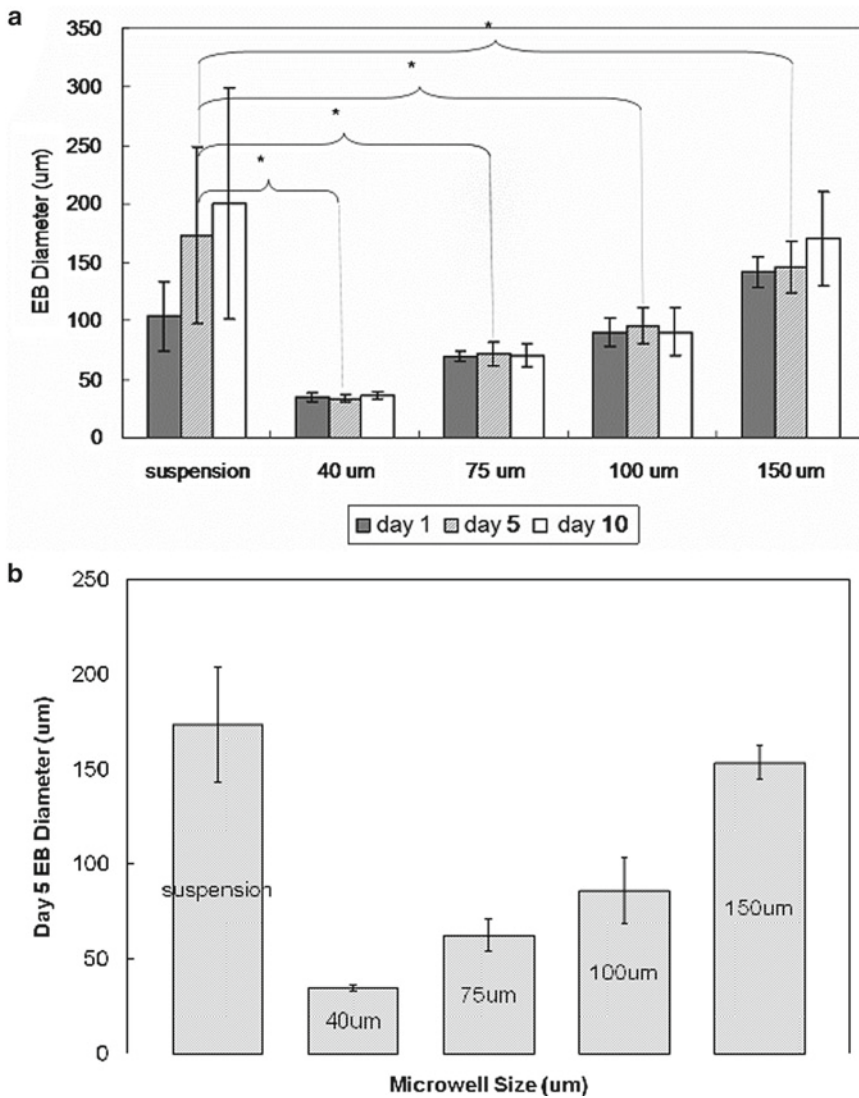 a
350
300
250
200
150
100
50
0
EB Diameter (um)
*
*
*
*
suspension 40 um 75 um 100 um 150 um
day 1 day 5 day 10
b
250
200
150
100
50
0
Day 5 EB Diameter (um)
suspension
40um
75um
100um
150um
Microwell Size (um)